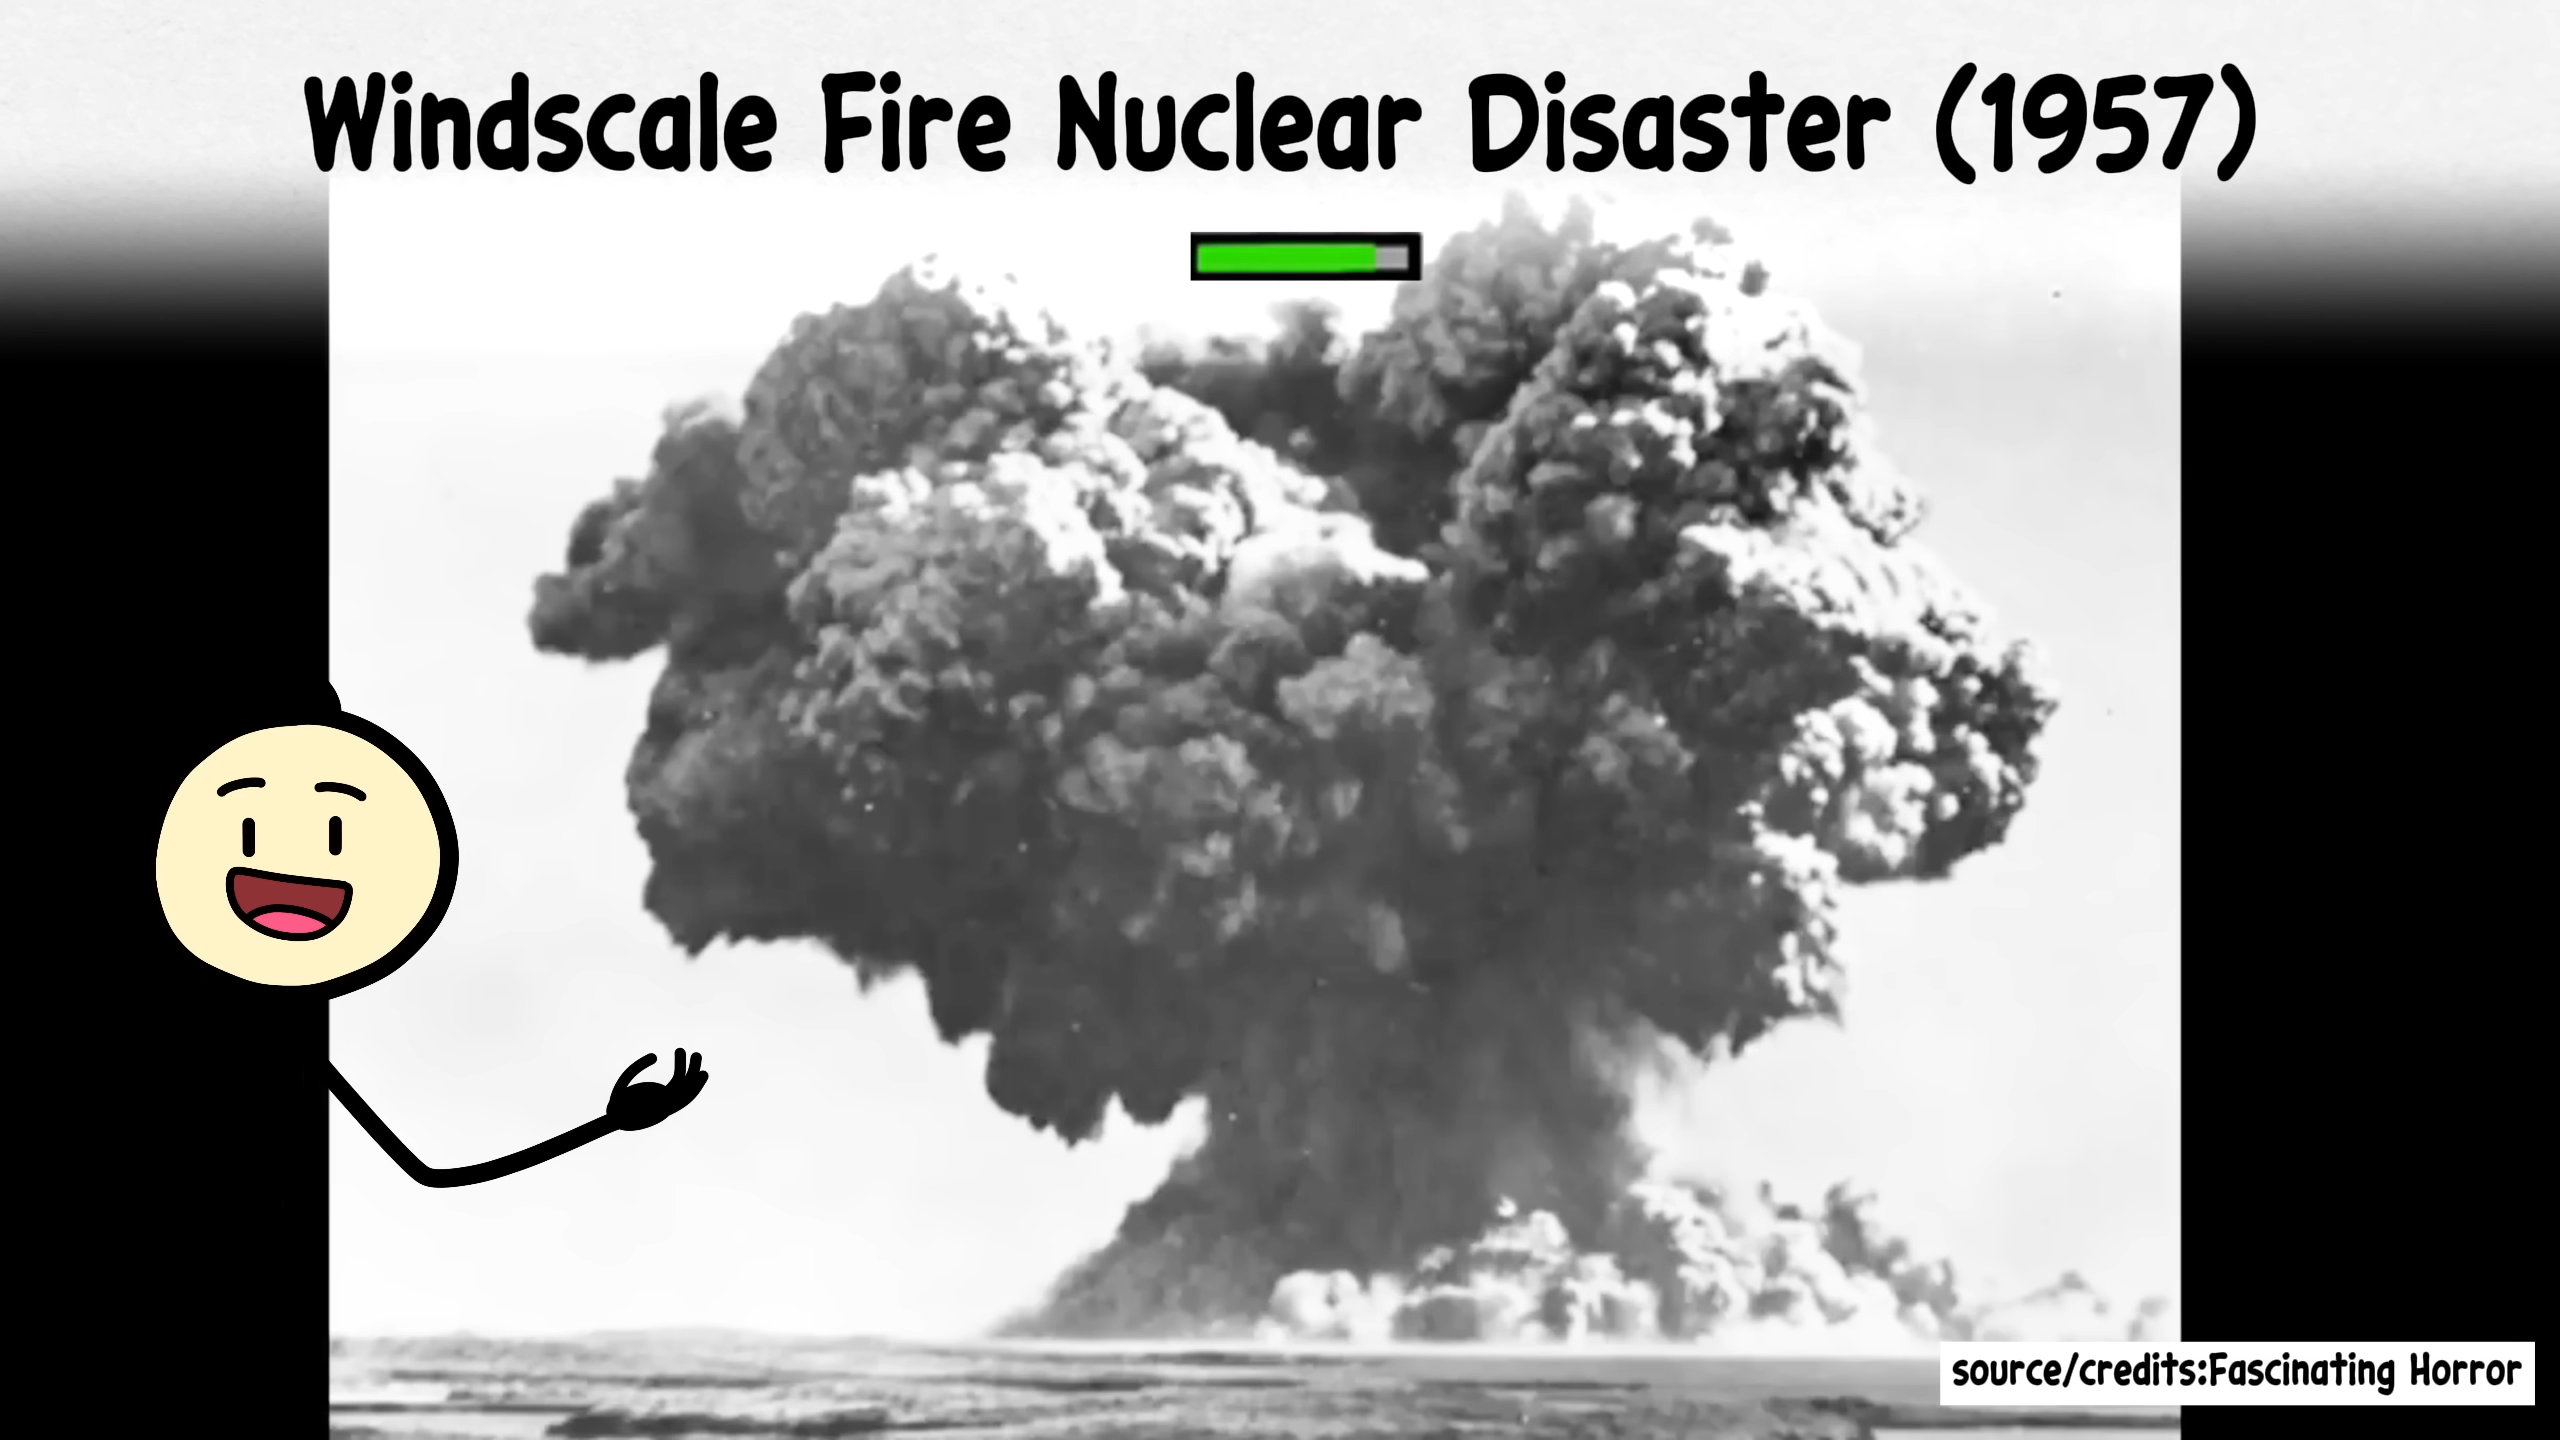 Windscale Fire Nuclear Disaster (1957)
source/credits:Fascinating Horror